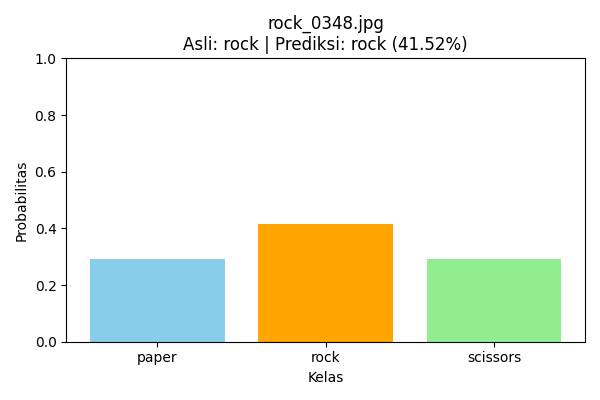 rock_0348.jpg
Asli: rock | Prediksi: rock (41.52%)
1.0
0.8
0.6
0.4
0.2
0.0
Probabilitas
paper
rock
scissors
Kelas